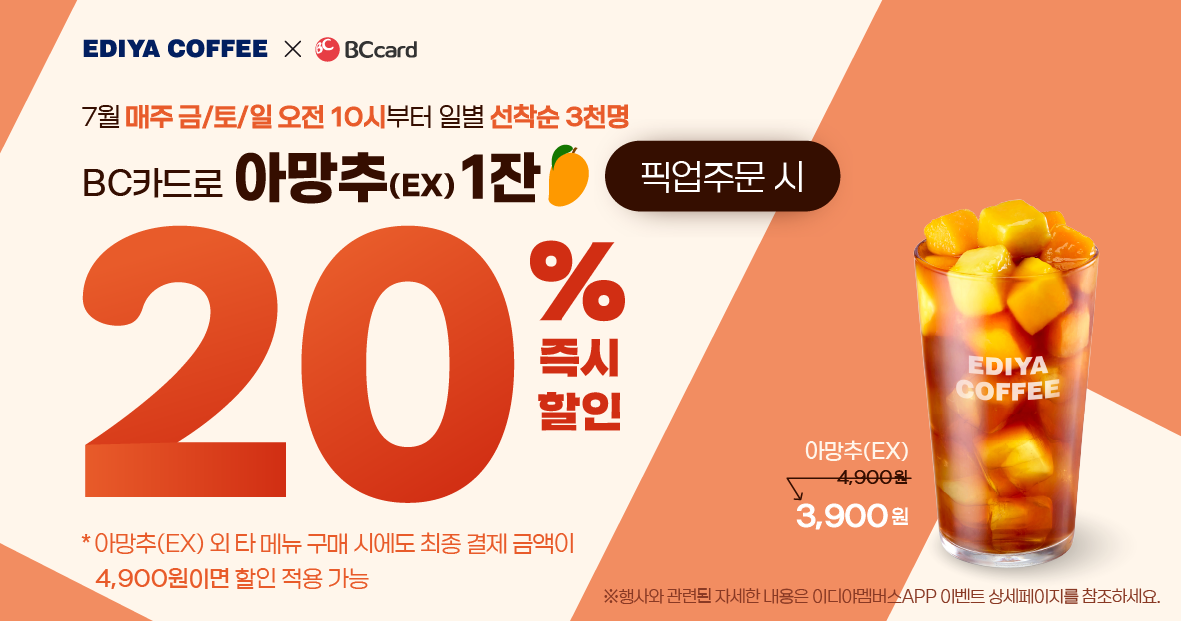 EDIYA COFFEE × BC BCcard
7월 매주 금/토/일 오전 10시부터 일별 선착순 3천명
BC카드로 아망추(EX) 1잔 픽업주문 시
20%
즉시
할인
EDIYA
COFFEE
아망추(EX)
4,900원
3,900원
* 아망추(EX) 외 타 메뉴 구매 시에도 최종 결제 금액이
4,900원이면 할인 적용 가능
※행사와 관련된 자세한 내용은 이디야멤버스APP 이벤트 상세페이지를 참조하세요.